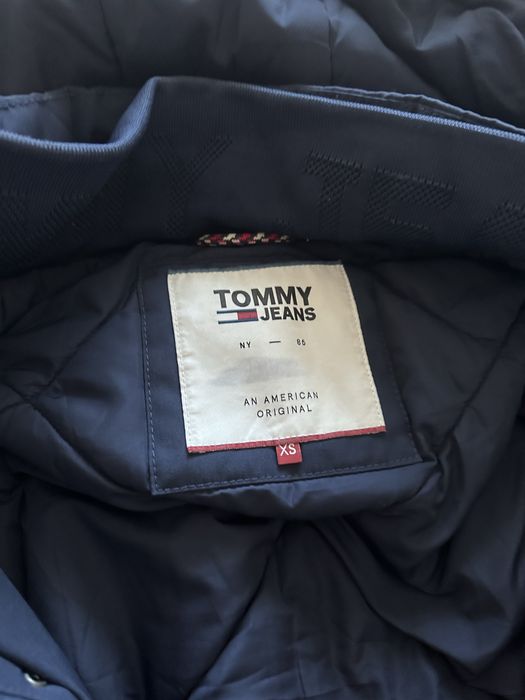 TOMMY
JEANS
NY — 85
AN AMERICAN
ORIGINAL
XS